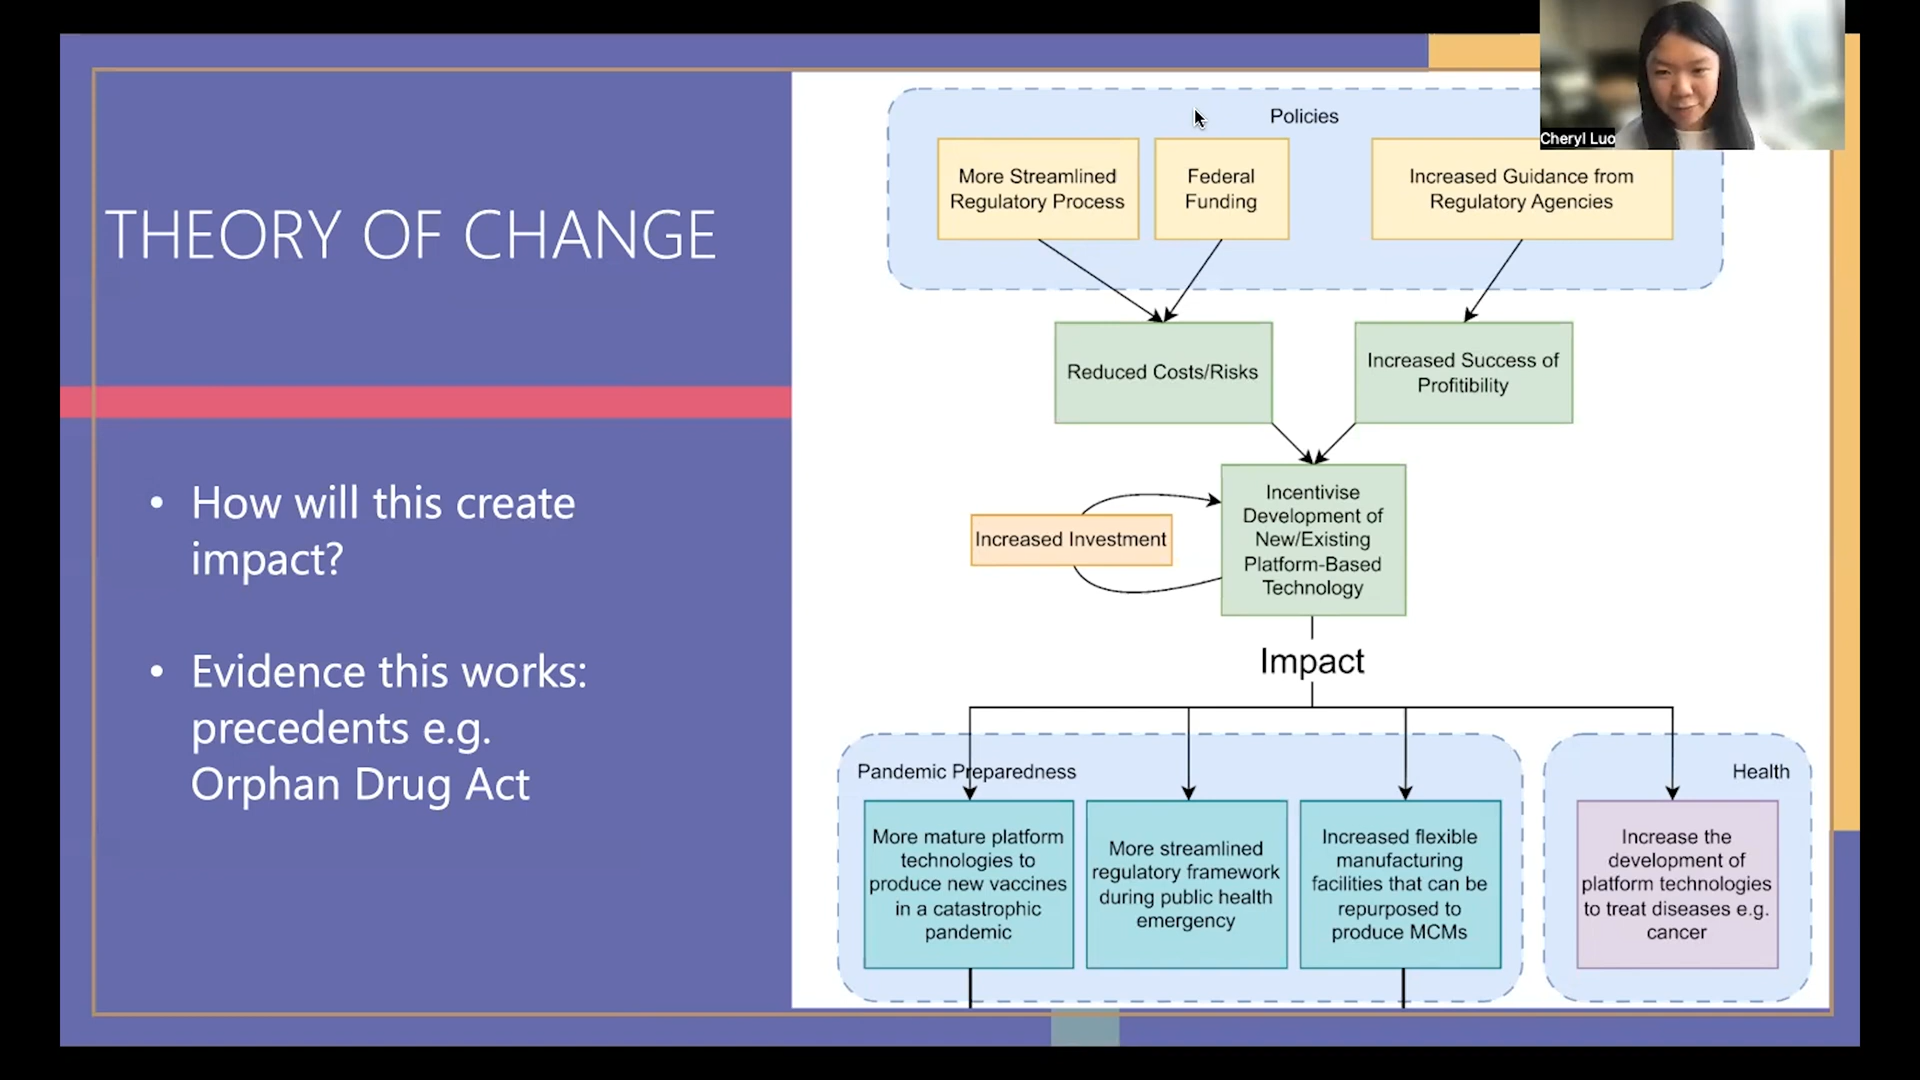 Cheryl Luo
THEORY OF CHANGE
• How will this create
impact?
• Evidence this works:
precedents e.g.
Orphan Drug Act
Policies
More Streamlined
Regulatory Process
Federal
Funding
Increased Guidance from
Regulatory Agencies
Reduced Costs/Risks
Increased Success of
Profitibility
Increased Investment
Incentivise
Development of
New/Existing
Platform-Based
Technology
Impact
Pandemic Preparedness
Health
More mature platform
technologies to
produce new vaccines
in a catastrophic
pandemic
More streamlined
regulatory framework
during public health
emergency
Increased flexible
manufacturing
facilities that can be
repurposed to
produce MCMs
Increase the
development of
platform technologies
to treat diseases e.g.
cancer